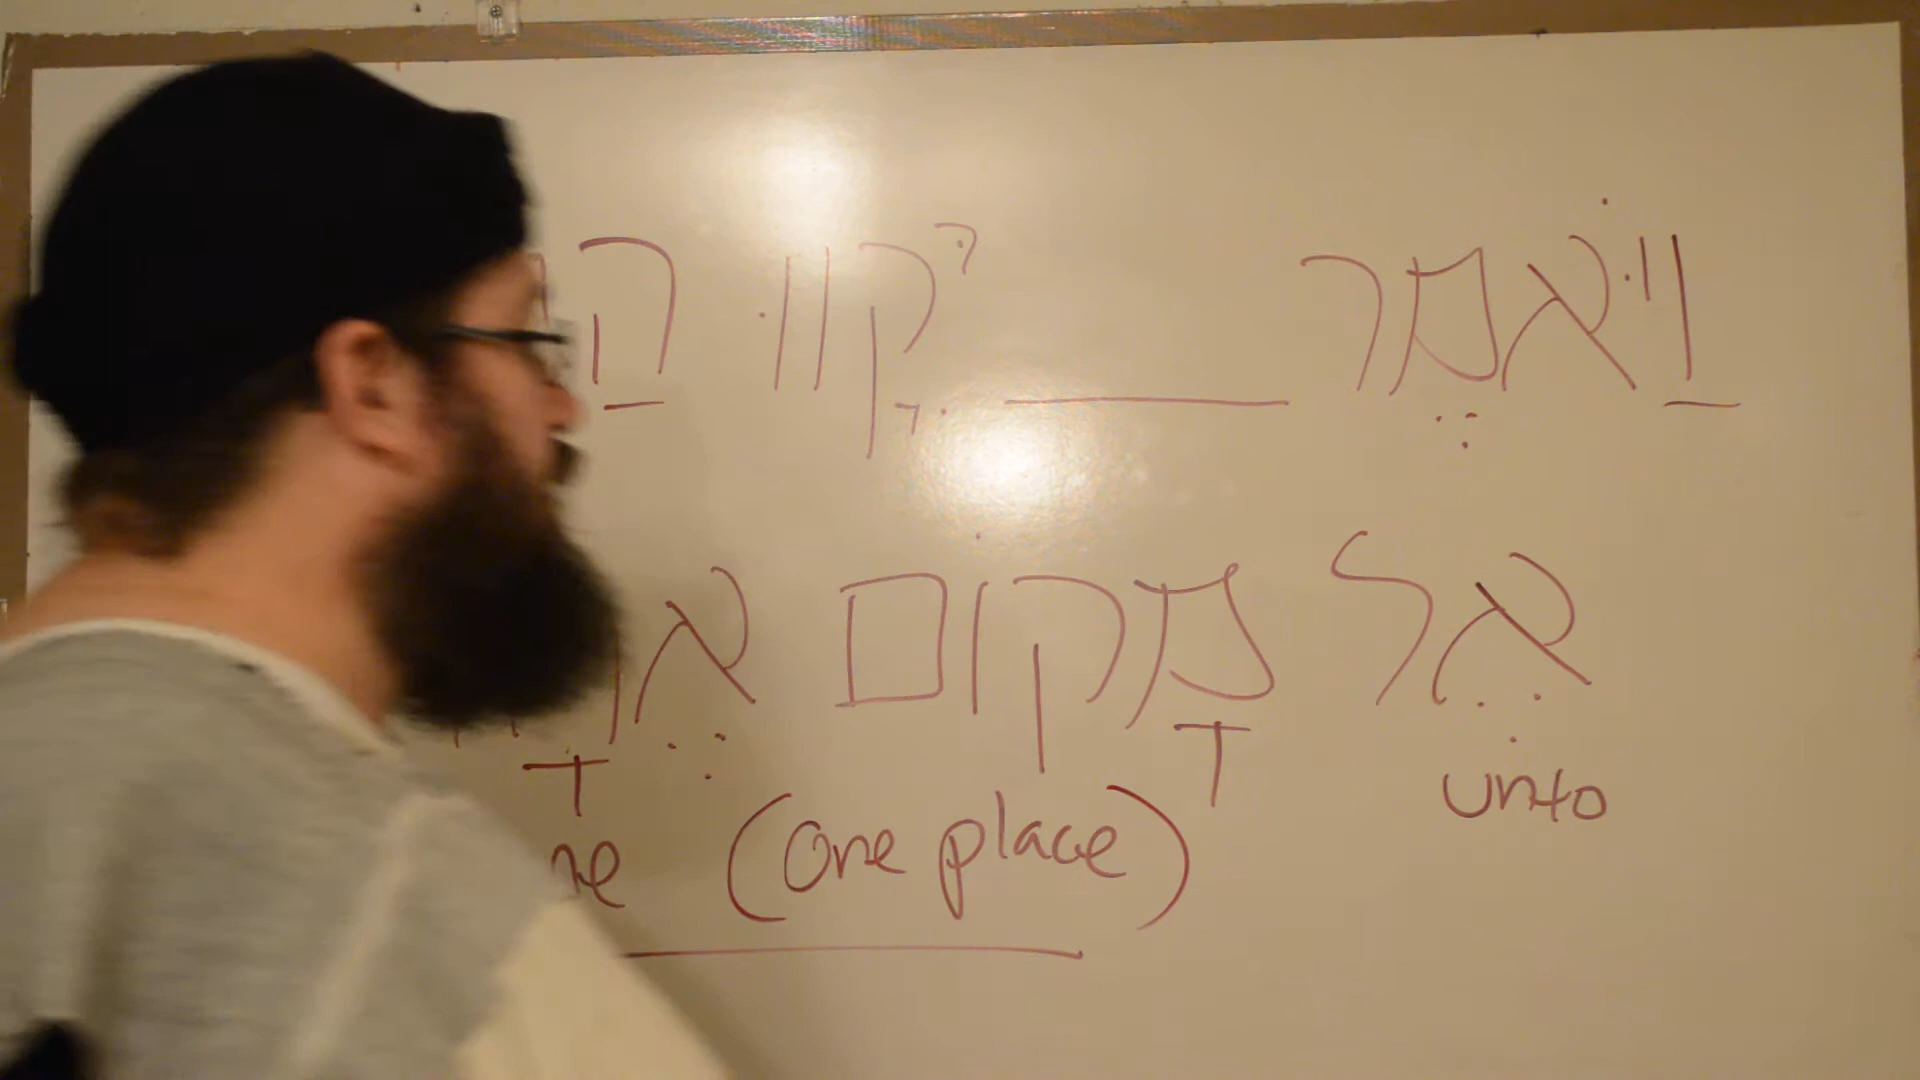 וַיֹּאמֶר ______ יִקָּווּ הַ
אֶל מָקוֹם אֶ
unto
(one place)